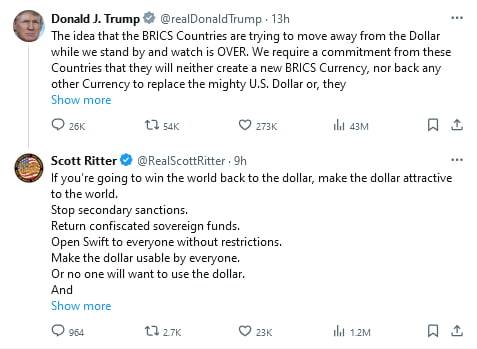 Donald J. Trump @realDonaldTrump · 13h
The idea that the BRICS Countries are trying to move away from the Dollar
while we stand by and watch is OVER. We require a commitment from these
Countries that they will neither create a new BRICS Currency, nor back any
other Currency to replace the mighty U.S. Dollar or, they
Show more
26K 54K 273K 43M
Scott Ritter @RealScottRitter · 9h
If you're going to win the world back to the dollar, make the dollar attractive
to the world.
Stop secondary sanctions.
Return confiscated sovereign funds.
Open Swift to everyone without restrictions.
Make the dollar usable by everyone.
Or no one will want to use the dollar.
And
Show more
964 2.7K 23K 1.2M